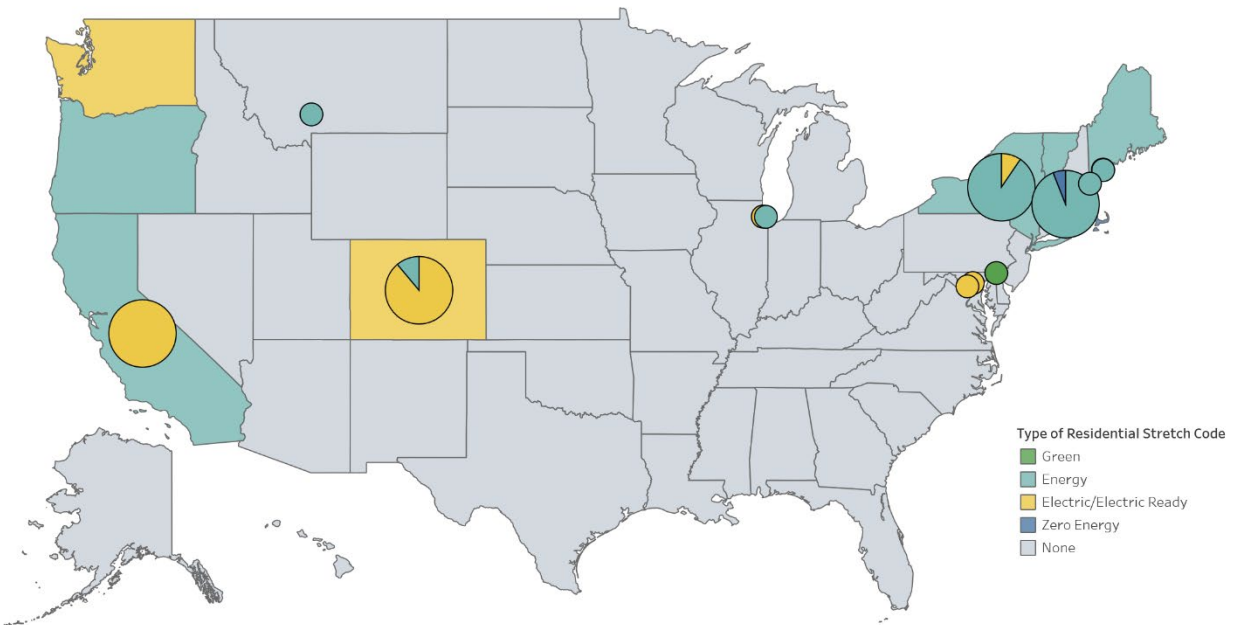 Type of Residential Stretch Code
Green
Energy
Electric/Electric Ready
Zero Energy
None